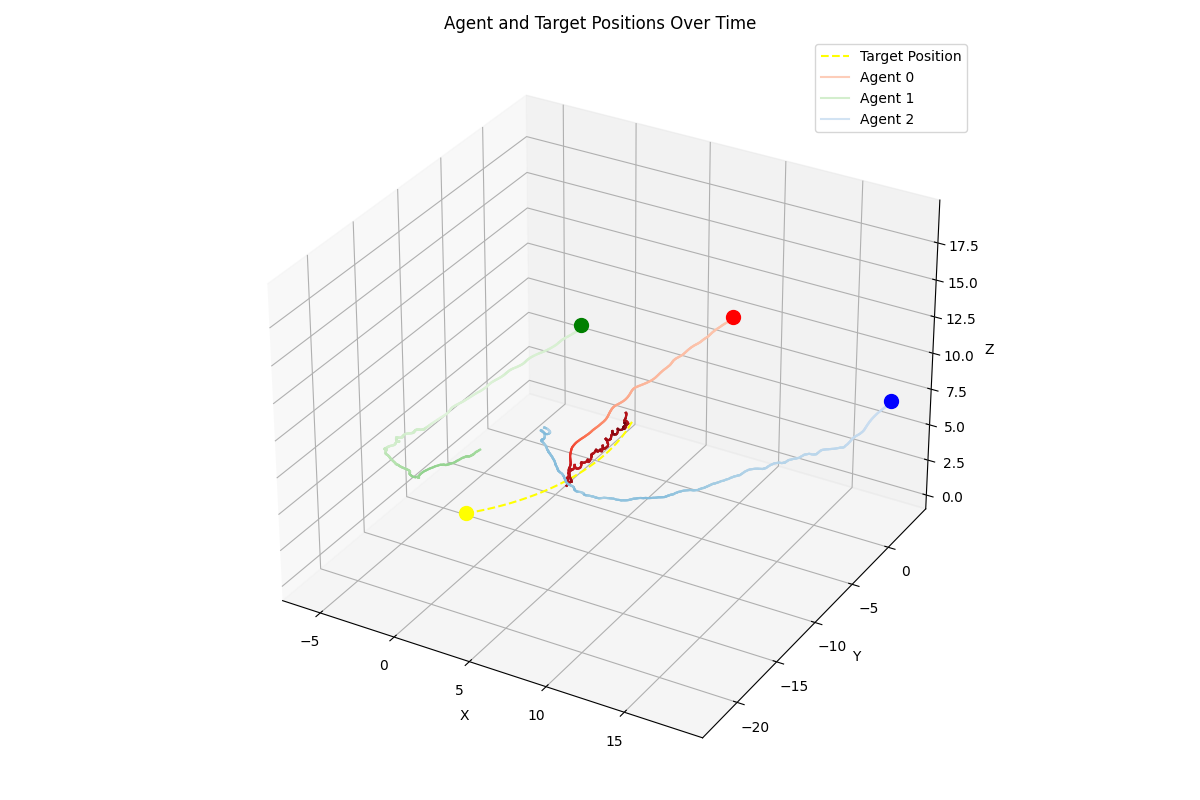 Agent and Target Positions Over Time
Target Position
Agent 0
Agent 1
Agent 2
17.5
15.0
12.5
10.0
7.5
5.0
2.5
0.0
Z
0
−5
−10
−15
−20
Y
−5
0
5
10
15
X